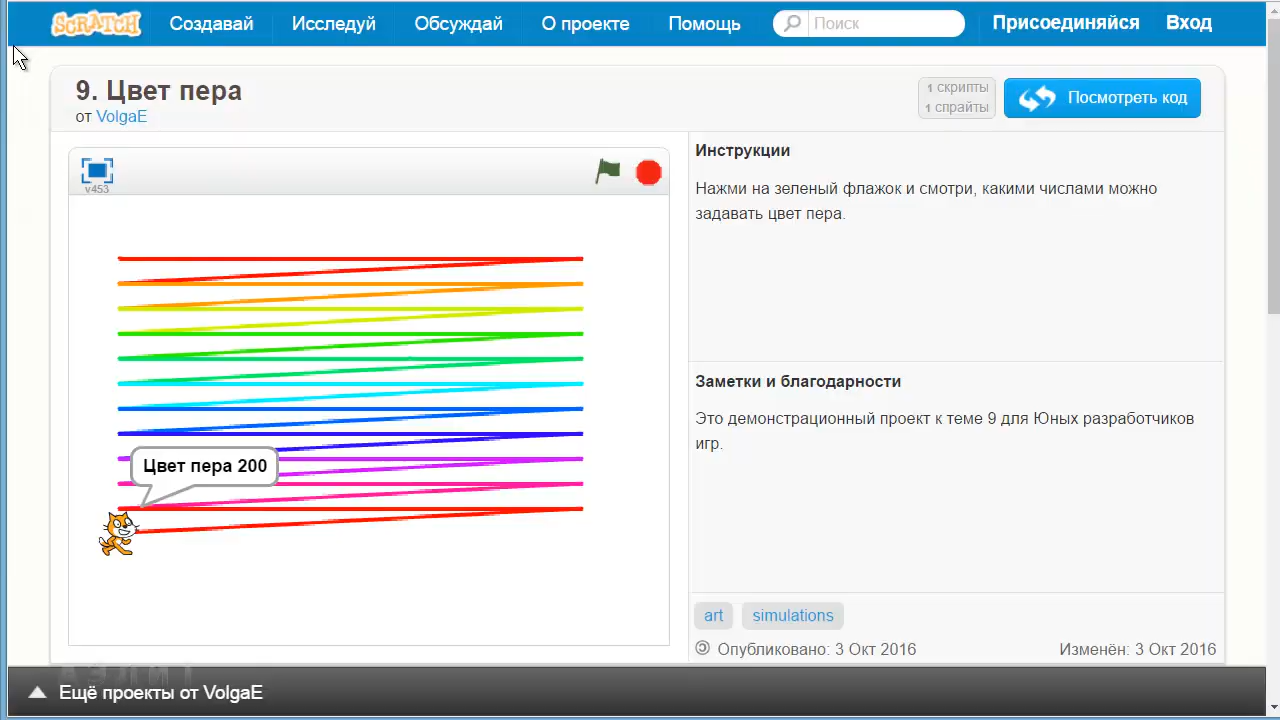 SCRATCH Создавай Исследуй Обсуждай О проекте Помощь Поиск Присоединяйся Вход
9. Цвет пера
от VolgaE
1 скрипты
1 спрайты
Посмотреть код
v453
Цвет пера 200
Инструкции
Нажми на зеленый флажок и смотри, какими числами можно
задавать цвет пера.
Заметки и благодарности
Это демонстрационный проект к теме 9 для Юных разработчиков
игр.
art simulations
Опубликовано: 3 Окт 2016 Изменён: 3 Окт 2016
Ещё проекты от VolgaE